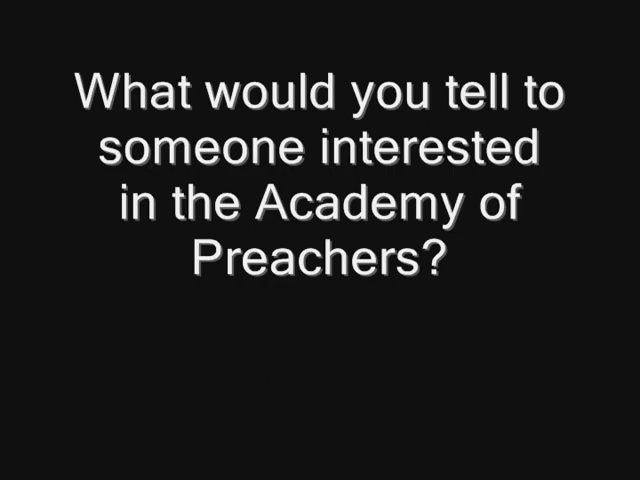 What would you tell to
someone interested
in the Academy of
Preachers?